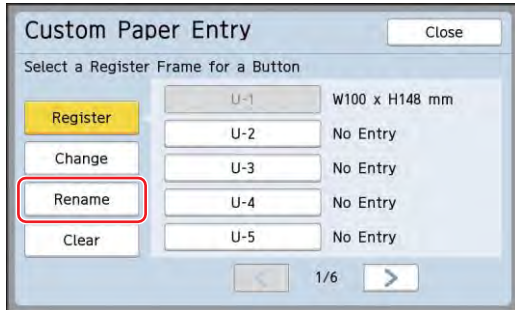 Custom Paper Entry
Close
Select a Register Frame for a Button
Register
Change
Rename
Clear
U-1 W100 x H148 mm
U-2 No Entry
U-3 No Entry
U-4 No Entry
U-5 No Entry
< 1/6 >